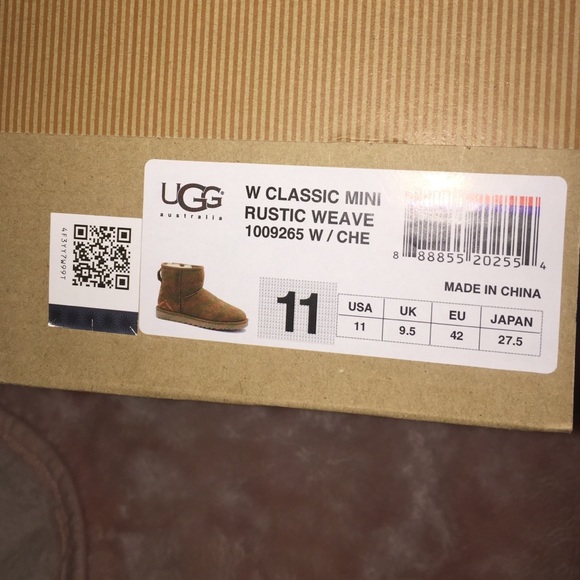 4F3YY7W99T
UGG®
australia
W CLASSIC MINI
RUSTIC WEAVE
1009265 W / CHE
8 88855 20255 4
MADE IN CHINA
11
USA UK EU JAPAN
11 9.5 42 27.5